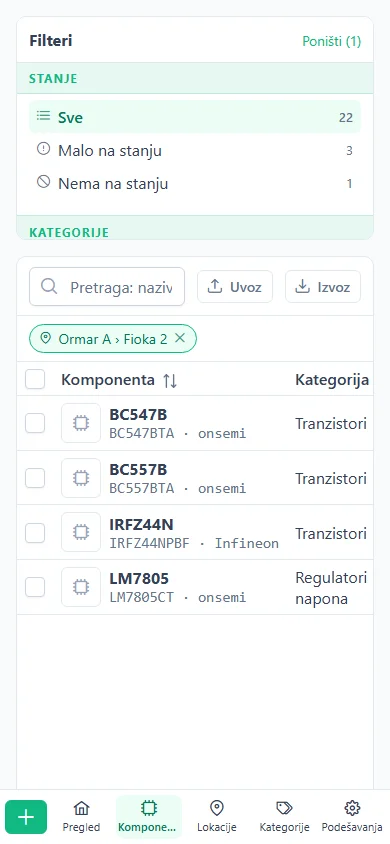 Filteri
Poništi (1)
STANJE
Sve 22
Malo na stanju 3
Nema na stanju 1
KATEGORIJE
Pretraga: naziv
Uvoz
Izvoz
Ormar A › Fioka 2
Komponenta
Kategorija
BC547B
BC547BTA · onsemi
Tranzistori
BC557B
BC557BTA · onsemi
Tranzistori
IRFZ44N
IRFZ44NPBF · Infineon
Tranzistori
LM7805
LM7805CT · onsemi
Regulatori
napona
Pregled
Kompone...
Lokacije
Kategorije
Podešavanja